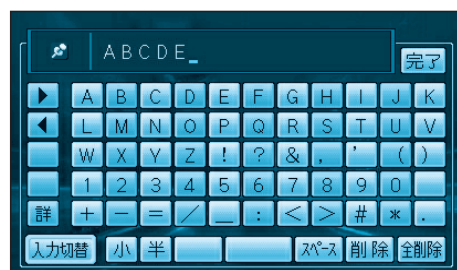 ABCDE_
完了
▶ A B C D E F G H I J K
◀ L M N O P Q R S T U V
W X Y Z ! ? & , ’ ( )
1 2 3 4 5 6 7 8 9 0
詳 + − = ／ _ : < > # * .
入力切替 小 半 スペース 削除 全削除